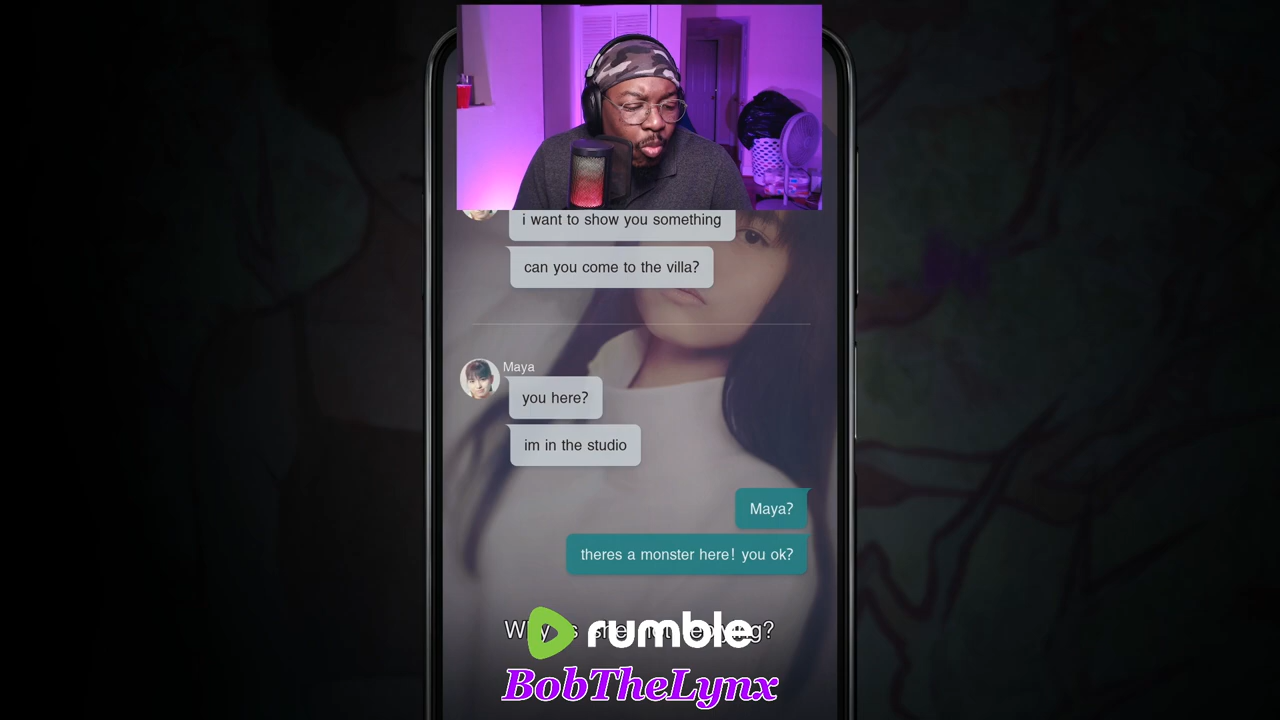 i want to show you something
can you come to the villa?
Maya
you here?
im in the studio
Maya?
theres a monster here! you ok?
rumble
BobTheLynx